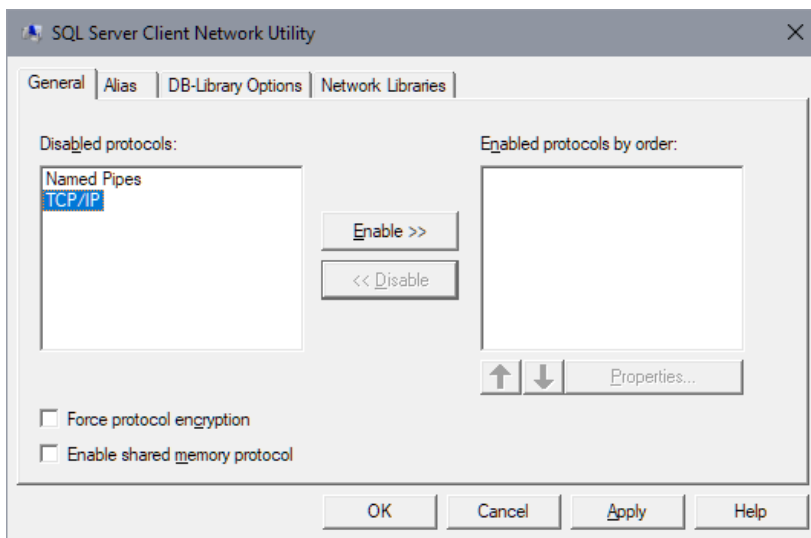 SQL Server Client Network Utility
General Alias DB-Library Options Network Libraries
Disabled protocols:
Named Pipes
TCP/IP
Enable >>
<< Disable
Enabled protocols by order:
Properties...
Force protocol encryption
Enable shared memory protocol
OK Cancel Apply Help